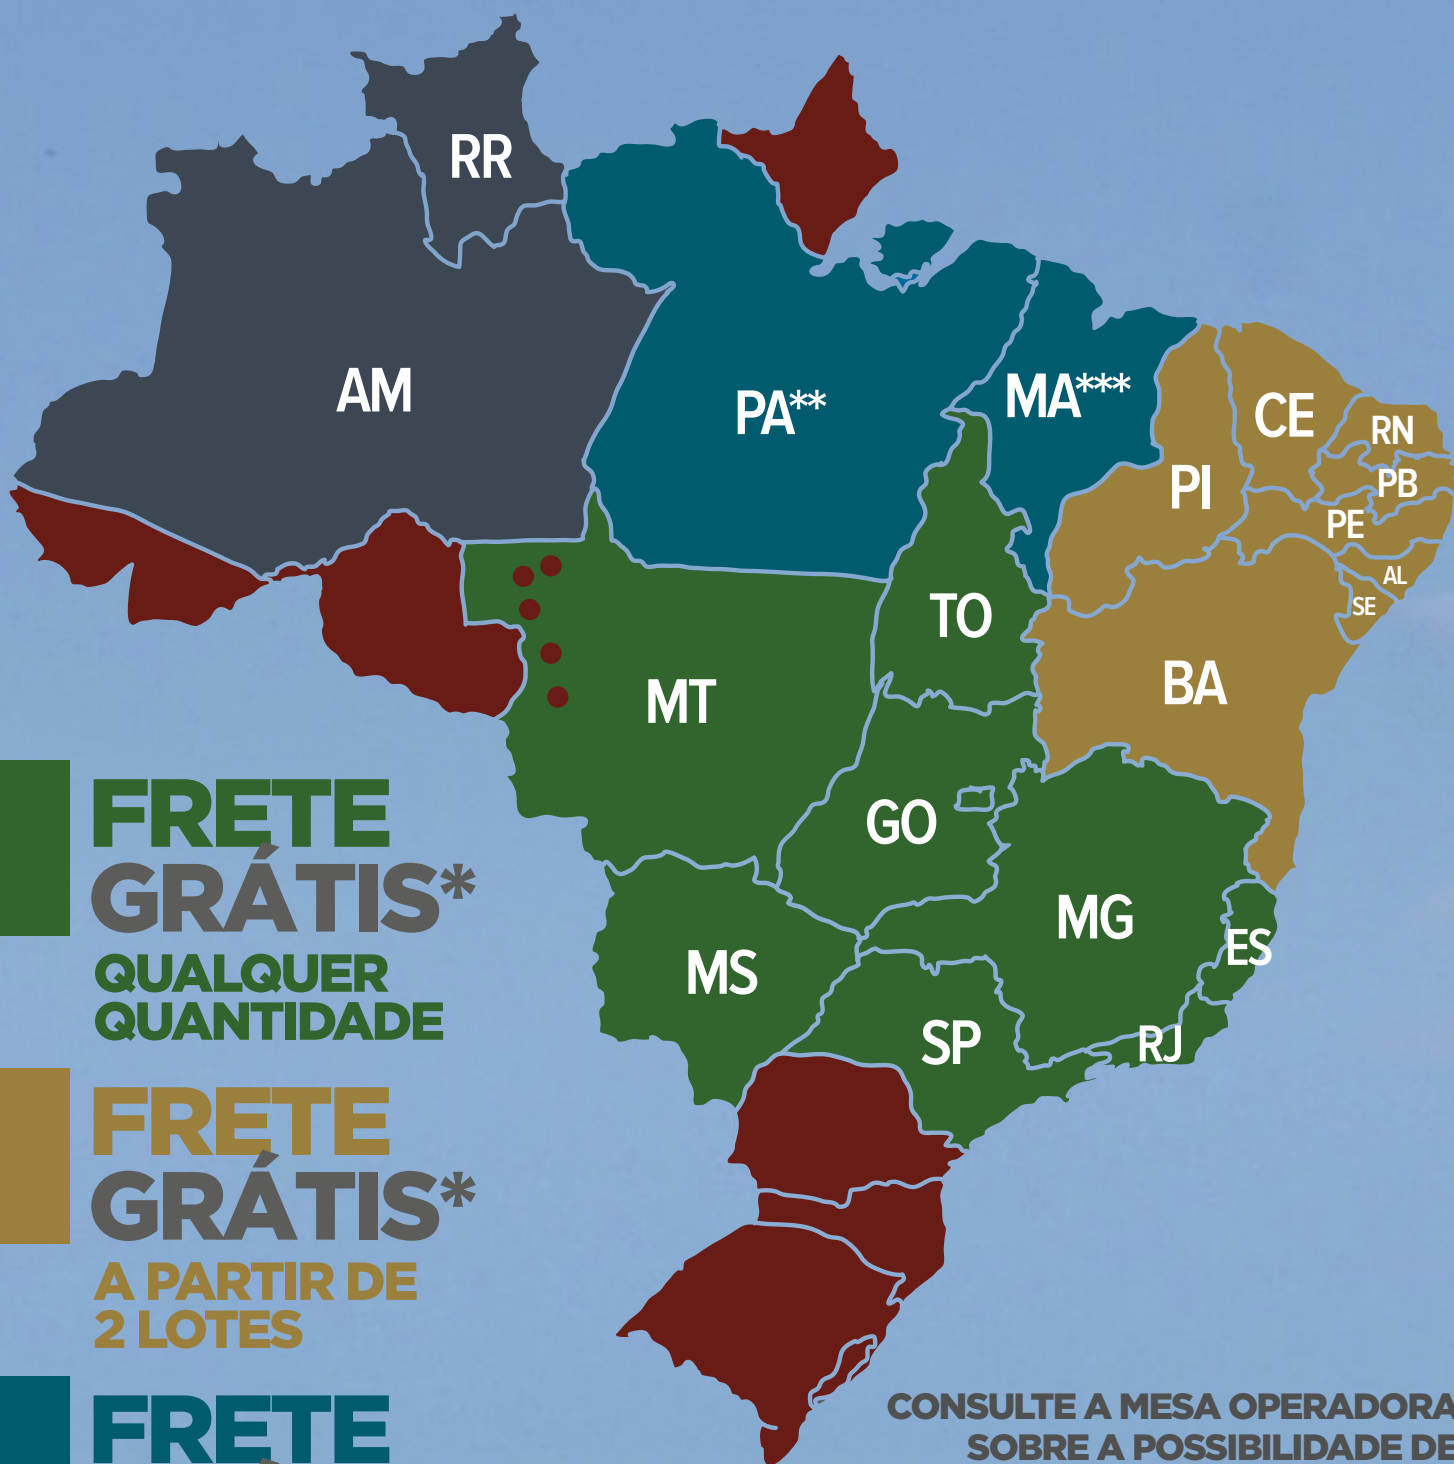 RR
AM
PA**
MA***
CE
RN
PB
PI
PE
AL
SE
TO
BA
MT
GO
MG
ES
MS
SP
RJ
FRETE
GRÁTIS*
QUALQUER
QUANTIDADE
FRETE
GRÁTIS*
A PARTIR DE
2 LOTES
FRETE
CONSULTE A MESA OPERADORA
SOBRE A POSSIBILIDADE DE